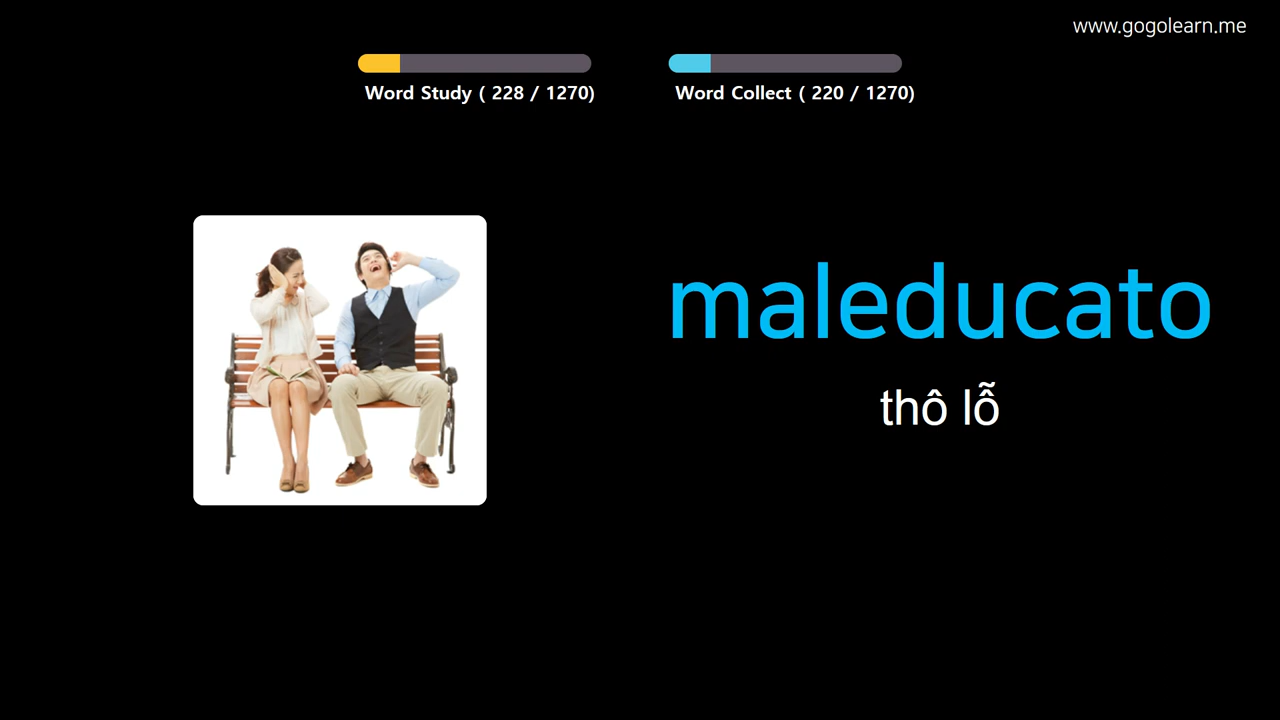 www.gogolearn.me
Word Study ( 228 / 1270)
Word Collect ( 220 / 1270)
maleducato
thô lỗ